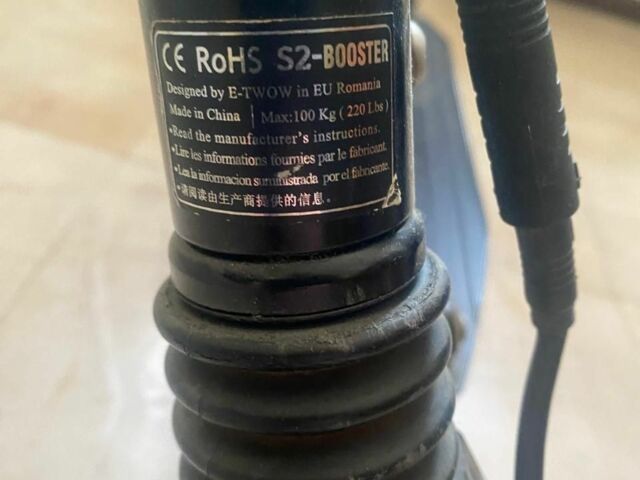 CE RoHS S2-BOOSTER
Designed by E-TWOW in EU Romania
Made in China | Max:100 Kg ( 220 Lbs )
•Read the manufacturer's instructions.
•Lire les informations fournies par le fabricant.
•Lea la informacion suministrada por el fabricante.
•请阅读由生产商提供的信息。